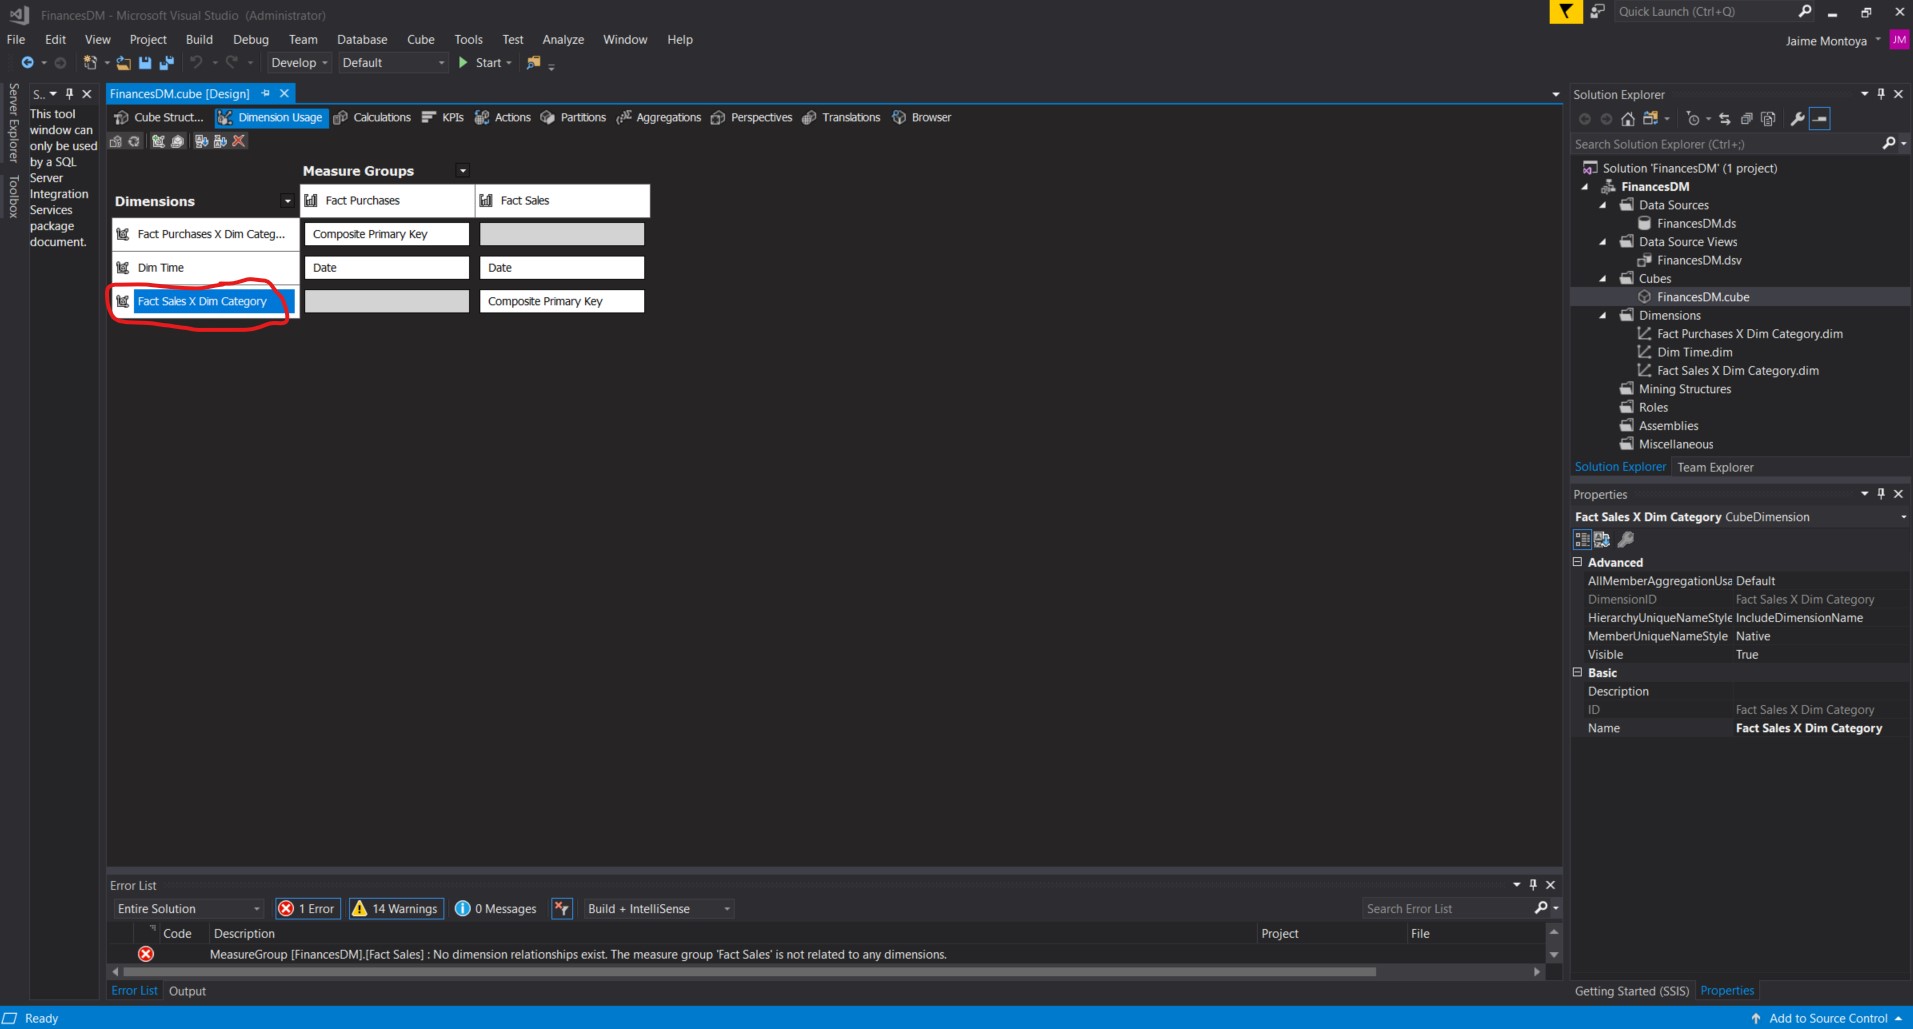 FinancesDM - Microsoft Visual Studio (Administrator)
Quick Launch (Ctrl+Q)
File Edit View Project Build Debug Team Database Cube Tools Test Analyze Window Help
Jaime Montoya JM
Develop Default Start
Server Explorer
Toolbox
S..
This tool
window can
only be used
by a SQL
Server
Integration
Services
package
document.
FinancesDM.cube [Design]
Cube Struct... Dimension Usage Calculations KPIs Actions Partitions Aggregations Perspectives Translations Browser
Measure Groups
Dimensions Fact Purchases Fact Sales
Fact Purchases X Dim Categ... Composite Primary Key
Dim Time Date Date
Fact Sales X Dim Category Composite Primary Key
Solution Explorer
Search Solution Explorer (Ctrl+;)
Solution 'FinancesDM' (1 project)
FinancesDM
Data Sources
FinancesDM.ds
Data Source Views
FinancesDM.dsv
Cubes
FinancesDM.cube
Dimensions
Fact Purchases X Dim Category.dim
Dim Time.dim
Fact Sales X Dim Category.dim
Mining Structures
Roles
Assemblies
Miscellaneous
Solution Explorer Team Explorer
Properties
Fact Sales X Dim Category CubeDimension
Advanced
AllMemberAggregationUsa Default
DimensionID Fact Sales X Dim Category
HierarchyUniqueNameStyle IncludeDimensionName
MemberUniqueNameStyle Native
Visible True
Basic
Description
ID Fact Sales X Dim Category
Name Fact Sales X Dim Category
Error List
Entire Solution 1 Error 14 Warnings 0 Messages Build + IntelliSense Search Error List
Code Description Project File
MeasureGroup [FinancesDM].[Fact Sales] : No dimension relationships exist. The measure group 'Fact Sales' is not related to any dimensions.
Error List Output
Getting Started (SSIS) Properties
Ready
Add to Source Control